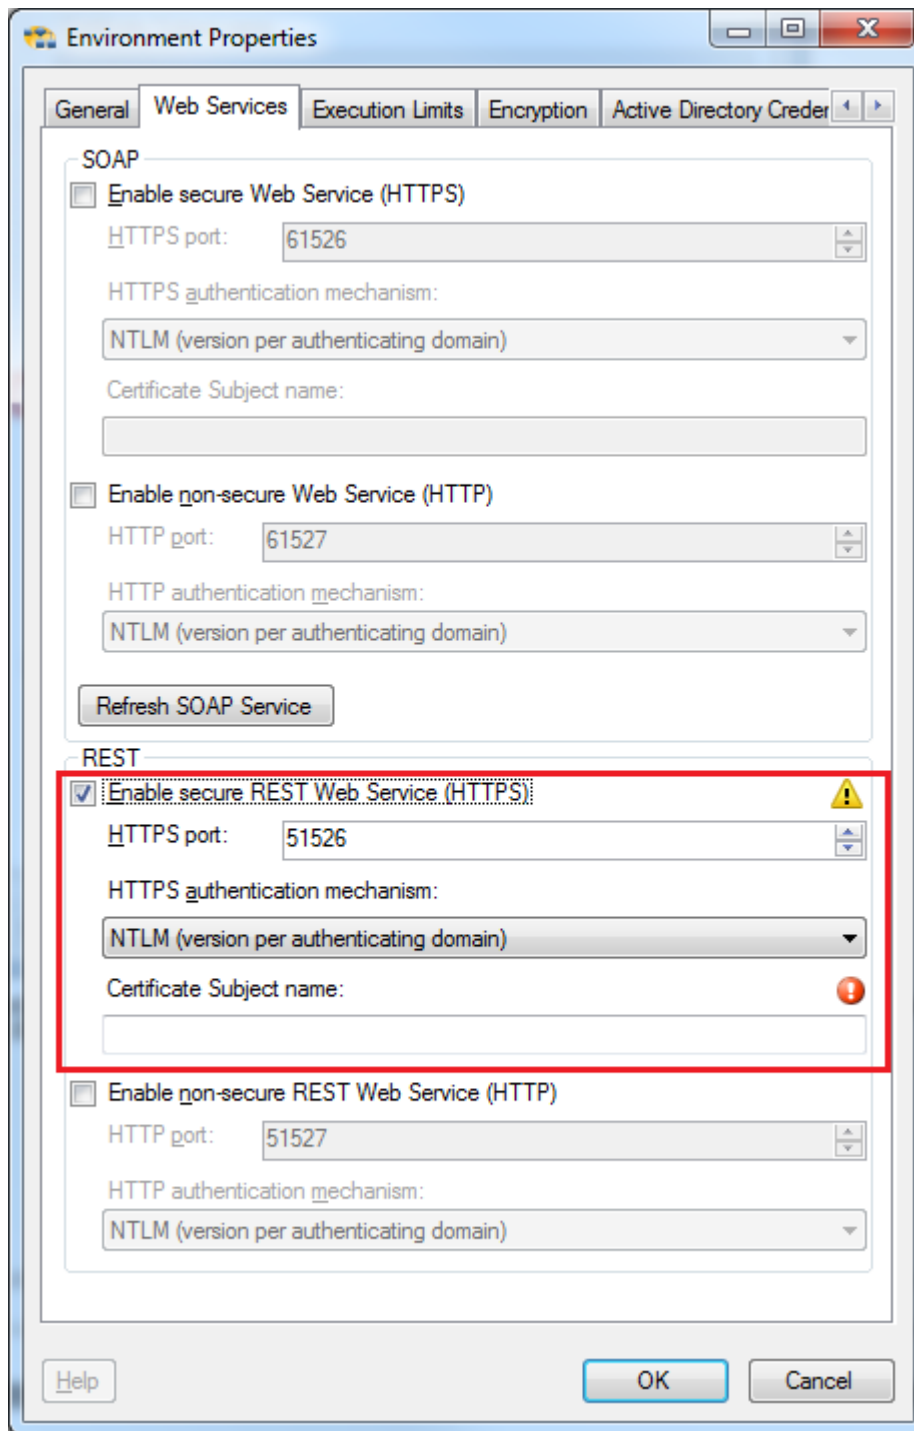 Environment Properties
General Web Services Execution Limits Encryption Active Directory Creder
SOAP
Enable secure Web Service (HTTPS)
HTTPS port: 61526
HTTPS authentication mechanism:
NTLM (version per authenticating domain)
Certificate Subject name:
Enable non-secure Web Service (HTTP)
HTTP port: 61527
HTTP authentication mechanism:
NTLM (version per authenticating domain)
Refresh SOAP Service
REST
Enable secure REST Web Service (HTTPS)
HTTPS port: 51526
HTTPS authentication mechanism:
NTLM (version per authenticating domain)
Certificate Subject name:
Enable non-secure REST Web Service (HTTP)
HTTP port: 51527
HTTP authentication mechanism:
NTLM (version per authenticating domain)
Help OK Cancel